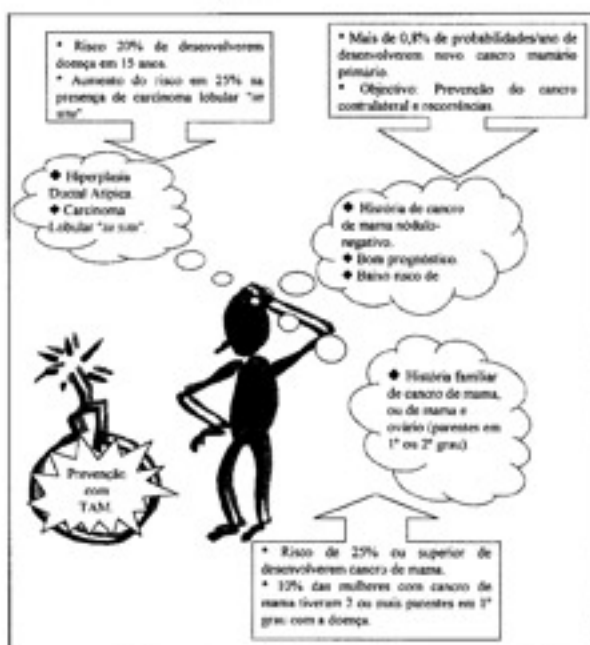 * Risco 20% de desenvolverem
doença em 15 anos.
* Aumento do risco em 25% na
presença de carcinoma lobular "in
situ"
* Mais de 0,8% de probabilidades/ano de
desenvolverem novo cancro mamário
primário.
* Objectivo: Prevenção do cancro
contralateral e recorrências.
◆ Hiperplasia
Ductal Atípica
◆ Carcinoma
Lobular "in situ".
◆ História de cancro
de mama nódulo-
negativo.
◆ Bom prognóstico
◆ Baixo risco de
◆ História familiar
de cancro de mama,
ou de mama e
ovário (parentes em
1º ou 2º grau)
Prevenção
com
TAM
* Risco de 25% ou superior de
desenvolverem cancro de mama.
* 10% das mulheres com cancro de
mama tiveram 2 ou mais parentes em 1º
grau com a doença.